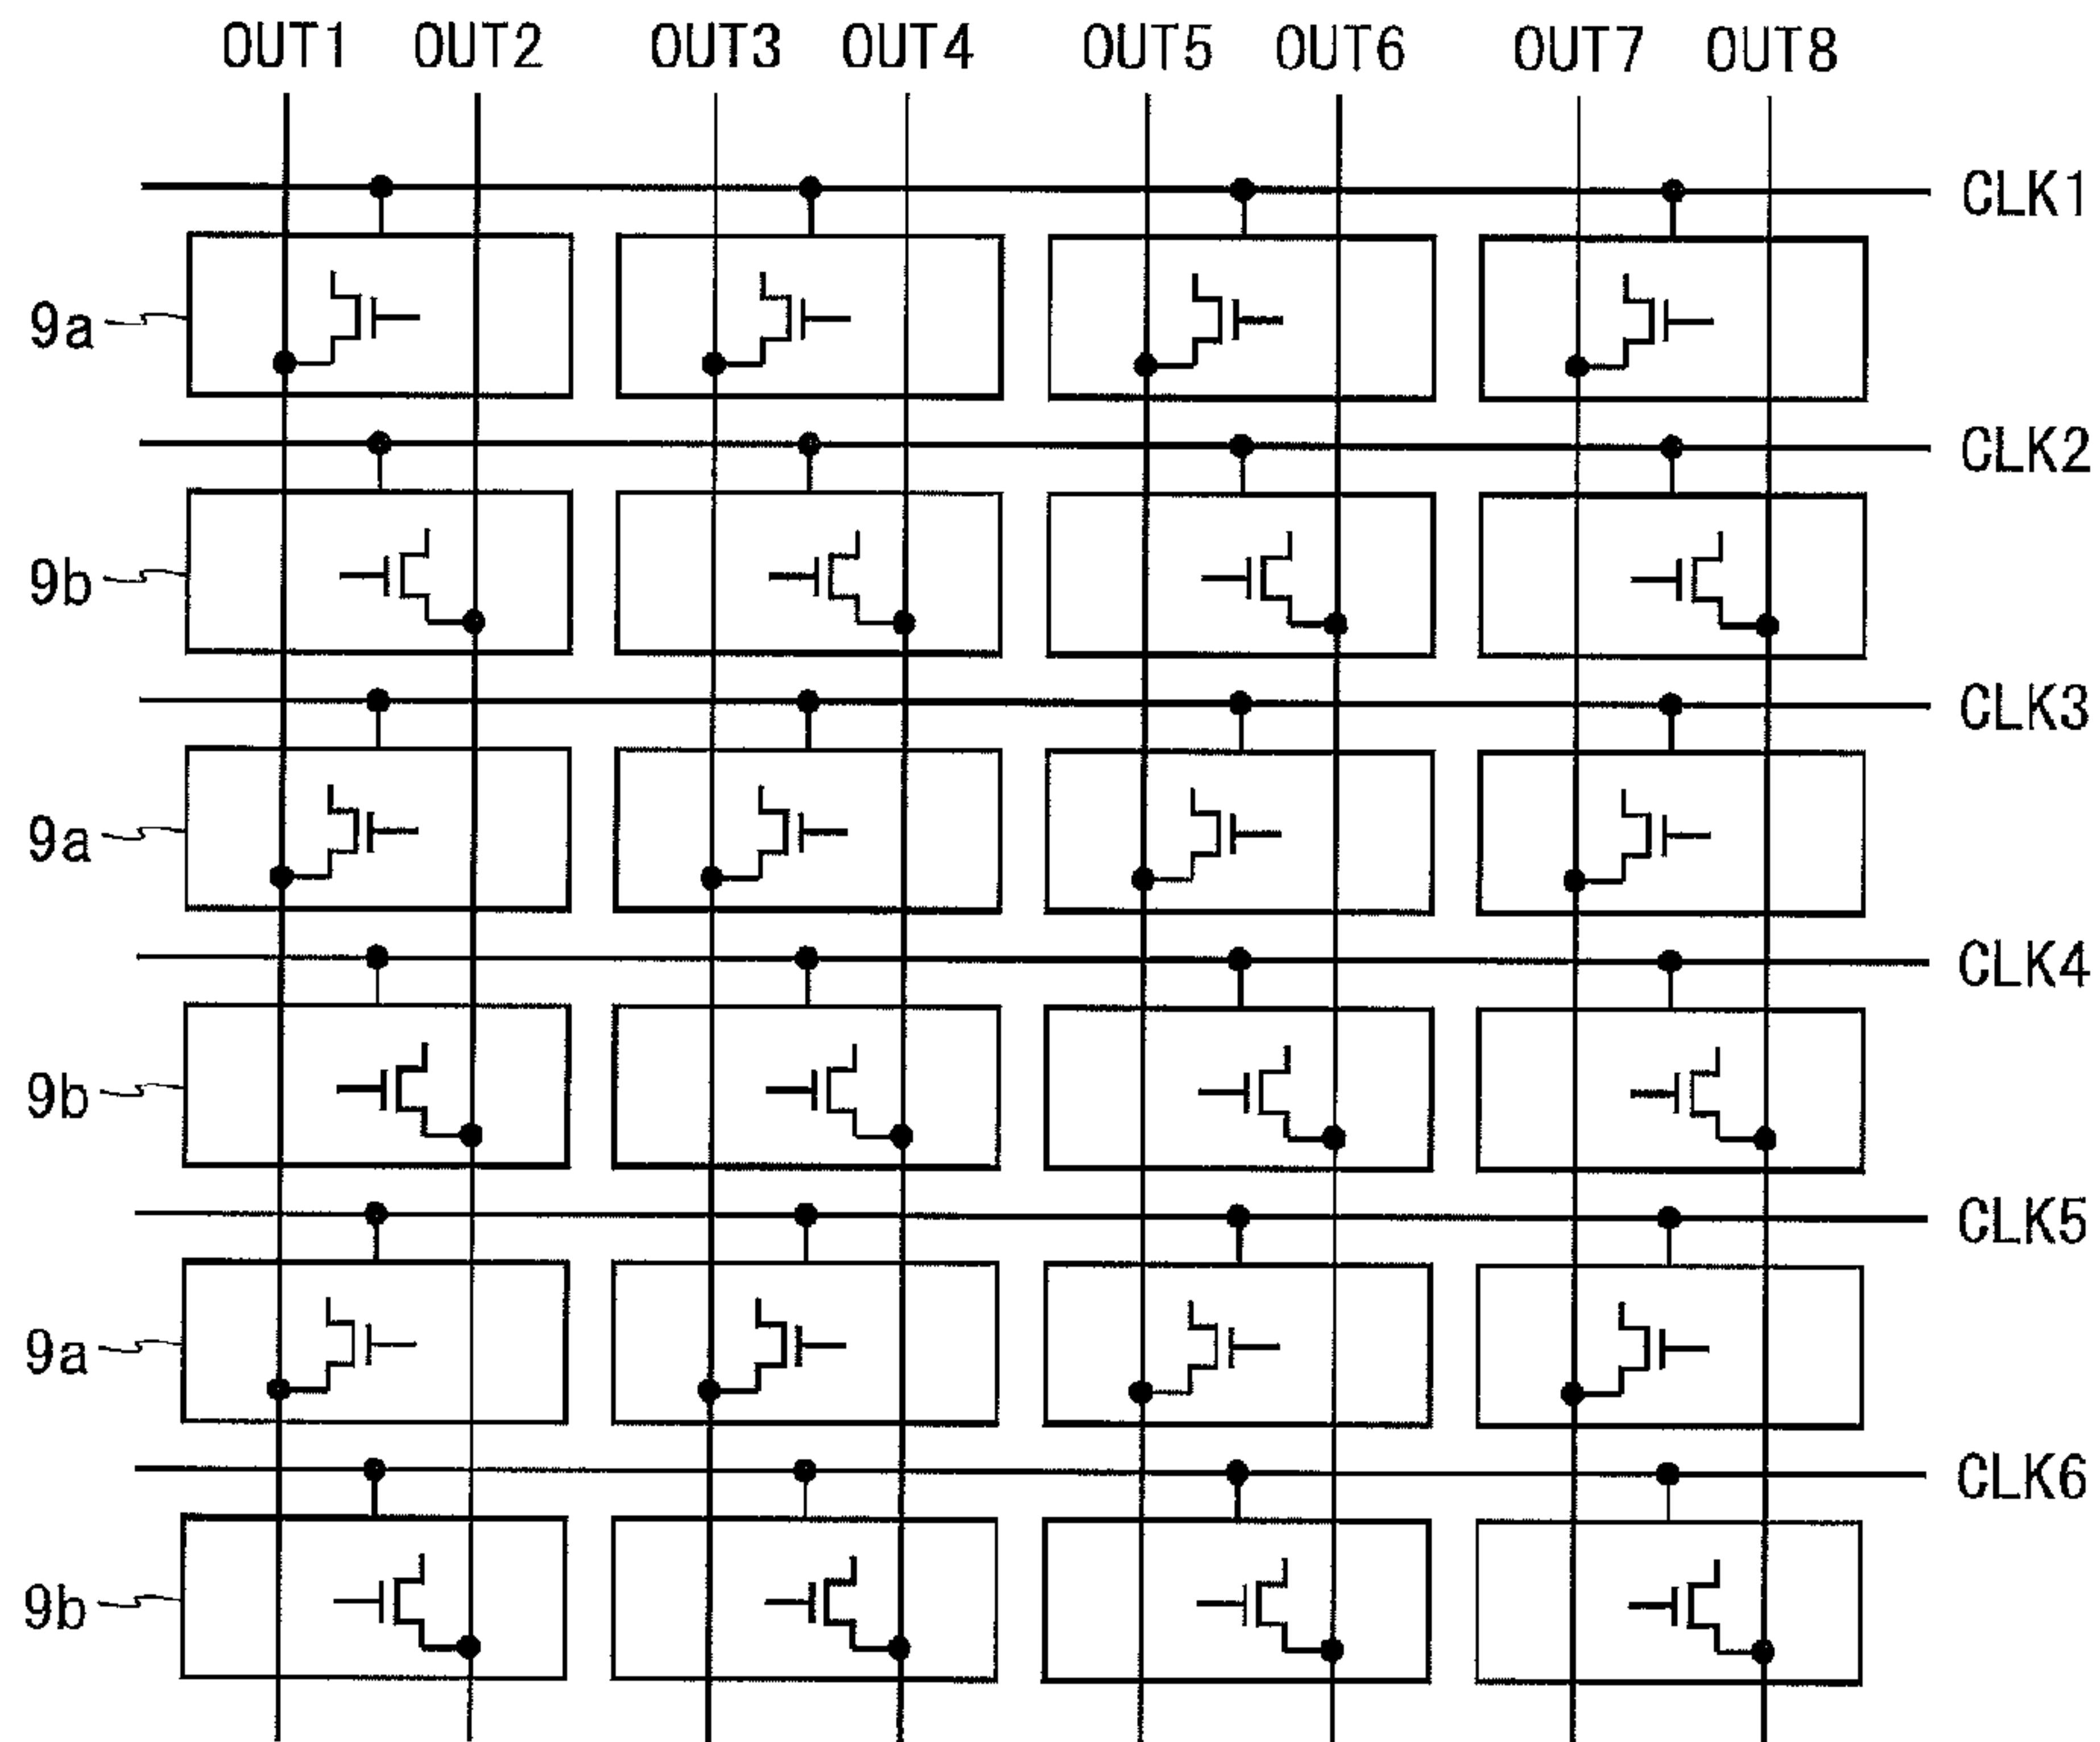 OUT1 OUT2 OUT3 OUT4 OUT5 OUT6 OUT7 OUT8
CLK1
9a
CLK2
9b
CLK3
9a
CLK4
9b
CLK5
9a
CLK6
9b